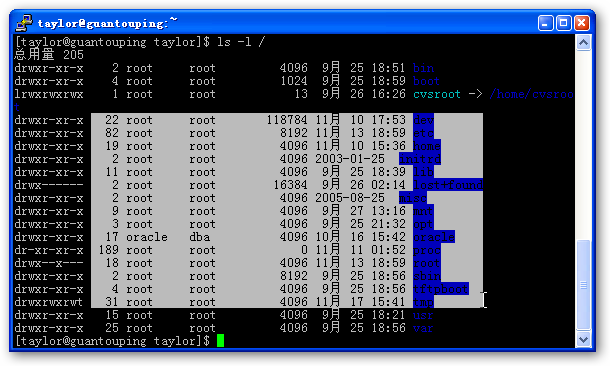 taylor@guantouping:~
[taylor@guantouping taylor]$ ls -l /
总用量 205
drwxr-xr-x 2 root root 4096 9月 25 18:51 bin
drwxr-xr-x 4 root root 1024 9月 25 18:59 boot
lrwxrwxrwx 1 root root 13 9月 26 16:26 cvsroot -> /home/cvsroo
t
drwxr-xr-x 22 root root 118784 11月 10 17:53 dev
drwxr-xr-x 82 root root 8192 11月 13 18:59 etc
drwxr-xr-x 19 root root 4096 11月 10 15:36 home
drwxr-xr-x 2 root root 4096 2003-01-25 initrd
drwxr-xr-x 11 root root 4096 9月 25 18:39 lib
drwx------ 2 root root 16384 9月 26 02:14 lost+found
drwxr-xr-x 2 root root 4096 2005-08-25 misc
drwxr-xr-x 9 root root 4096 9月 27 13:16 mnt
drwxr-xr-x 3 root root 4096 9月 25 21:32 opt
drwxr-xr-x 17 oracle dba 4096 10月 16 15:42 oracle
dr-xr-xr-x 189 root root 0 11月 11 01:52 proc
drwxr-x--- 18 root root 4096 11月 13 18:59 root
drwxr-xr-x 2 root root 8192 9月 25 18:56 sbin
drwxr-xr-x 4 root root 4096 9月 25 18:56 tftpboot
drwxrwxrwt 31 root root 4096 11月 17 15:41 tmp
drwxr-xr-x 15 root root 4096 9月 25 18:21 usr
drwxr-xr-x 25 root root 4096 9月 25 18:56 var
[taylor@guantouping taylor]$